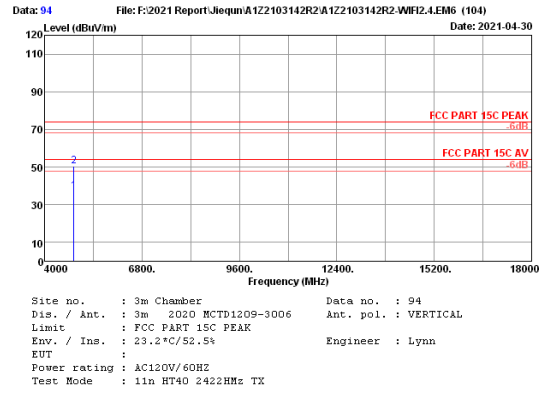 Data: 94 File: F:\2021 Report\Jiequn\A1Z2103142R2\A1Z2103142R2-WIFI2.4.EM6 (104)
120 Level (dBuV/m) Date: 2021-04-30
110
90
FCC PART 15C PEAK
70
-6dB
FCC PART 15C AV
2
50
-6dB
1
30
10
0
4000 6800. 9600. 12400. 15200. 18000
Frequency (MHz)
Site no. : 3m Chamber Data no. : 94
Dis. / Ant. : 3m 2020 MCTD1209-3006 Ant. pol. : VERTICAL
Limit : FCC PART 15C PEAK
Env. / Ins. : 23.2*C/52.5% Engineer : Lynn
EUT :
Power rating : AC120V/60HZ
Test Mode : 11n HT40 2422HMz TX